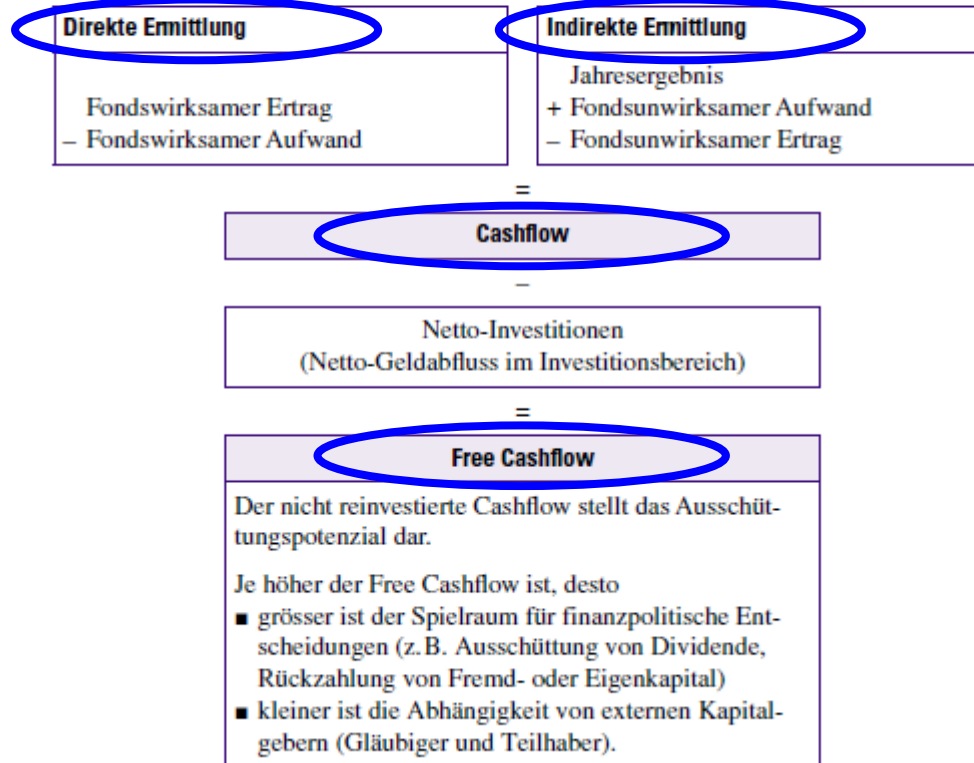 Direkte Ermittlung
Fondswirksamer Ertrag
– Fondswirksamer Aufwand
Indirekte Ermittlung
Jahresergebnis
+ Fondsunwirksamer Aufwand
– Fondsunwirksamer Ertrag
=
Cashflow
–
Netto-Investitionen
(Netto-Geldabfluss im Investitionsbereich)
=
Free Cashflow
Der nicht reinvestierte Cashflow stellt das Ausschüt-
tungspotenzial dar.
Je höher der Free Cashflow ist, desto
■ grösser ist der Spielraum für finanzpolitische Ent-
scheidungen (z.B. Ausschüttung von Dividende,
Rückzahlung von Fremd- oder Eigenkapital)
■ kleiner ist die Abhängigkeit von externen Kapital-
gebern (Gläubiger und Teilhaber).